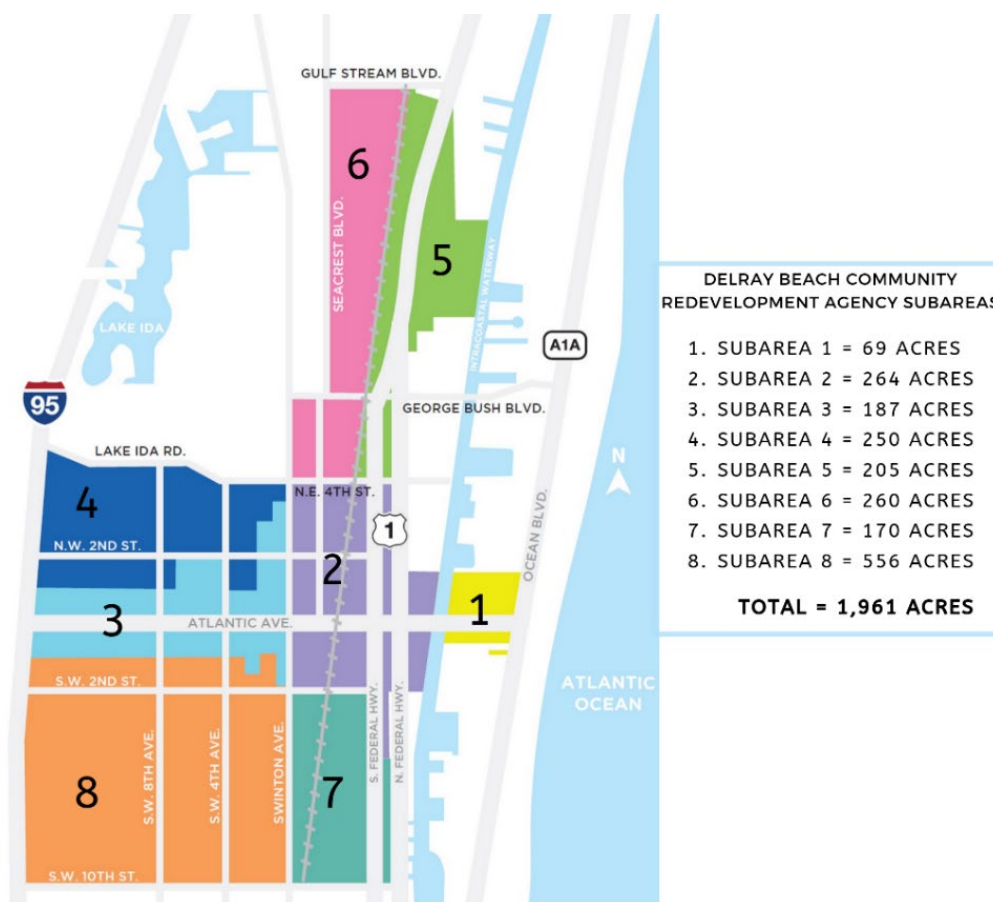 GULF STREAM BLVD.
6
SEACREST BLVD.
5
INTRACOASTAL WATERWAY
LAKE IDA
A1A
95
GEORGE BUSH BLVD.
LAKE IDA RD.
N
4
N.E. 4TH ST.
1
OCEAN BLVD.
N.W. 2ND ST.
2
1
3
ATLANTIC AVE.
S.W. 2ND ST.
ATLANTIC
OCEAN
S.W. 8TH AVE.
S.W. 4TH AVE.
SWINTON AVE.
S. FEDERAL HWY.
N. FEDERAL HWY.
8
7
S.W. 10TH ST.
DELRAY BEACH COMMUNITY
REDEVELOPMENT AGENCY SUBAREAS
1. SUBAREA 1 = 69 ACRES
2. SUBAREA 2 = 264 ACRES
3. SUBAREA 3 = 187 ACRES
4. SUBAREA 4 = 250 ACRES
5. SUBAREA 5 = 205 ACRES
6. SUBAREA 6 = 260 ACRES
7. SUBAREA 7 = 170 ACRES
8. SUBAREA 8 = 556 ACRES
TOTAL = 1,961 ACRES